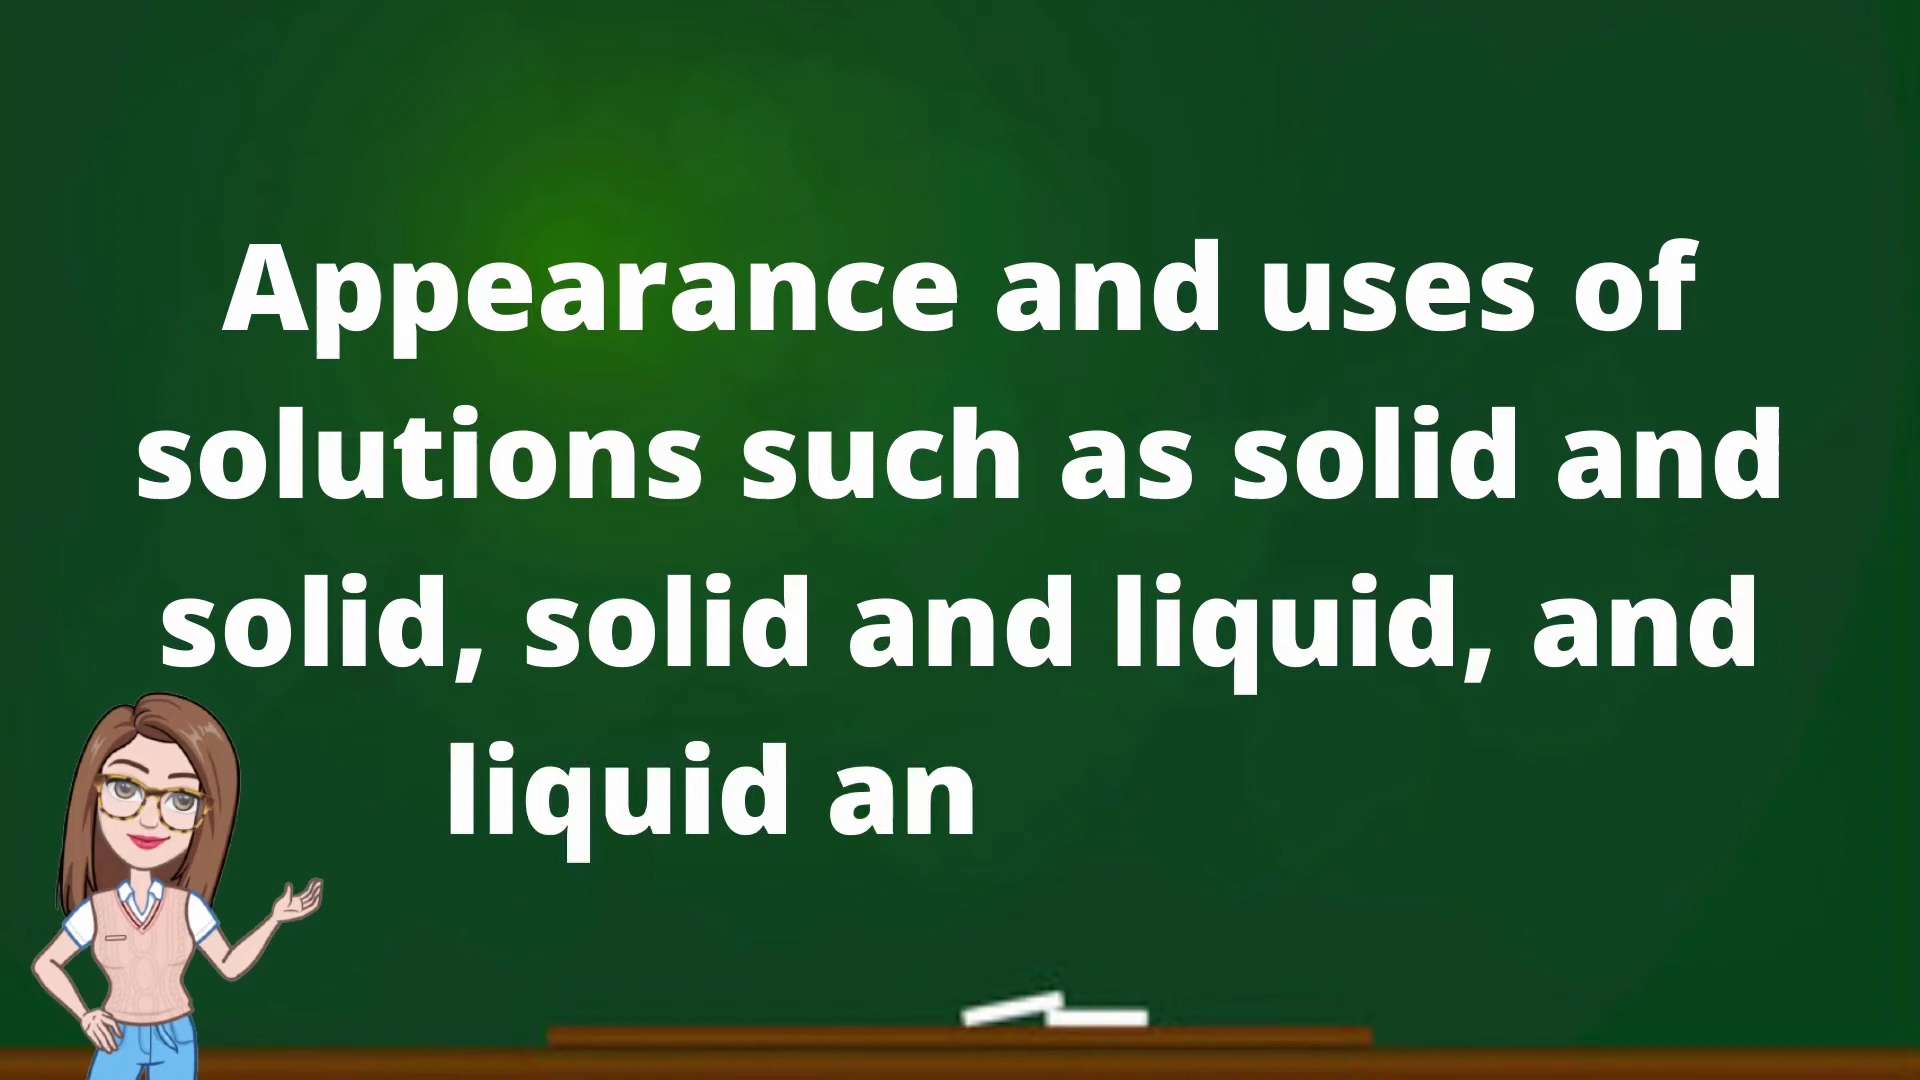 Appearance and uses of
solutions such as solid and
solid, solid and liquid, and
liquid an